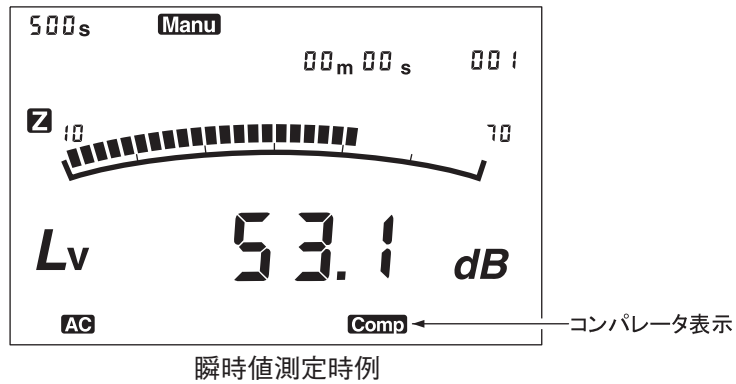 500s Manu
00m 00s 001
Z 10 70
Lv 53.1 dB
AC Comp コンパレータ表示
瞬時値測定時例